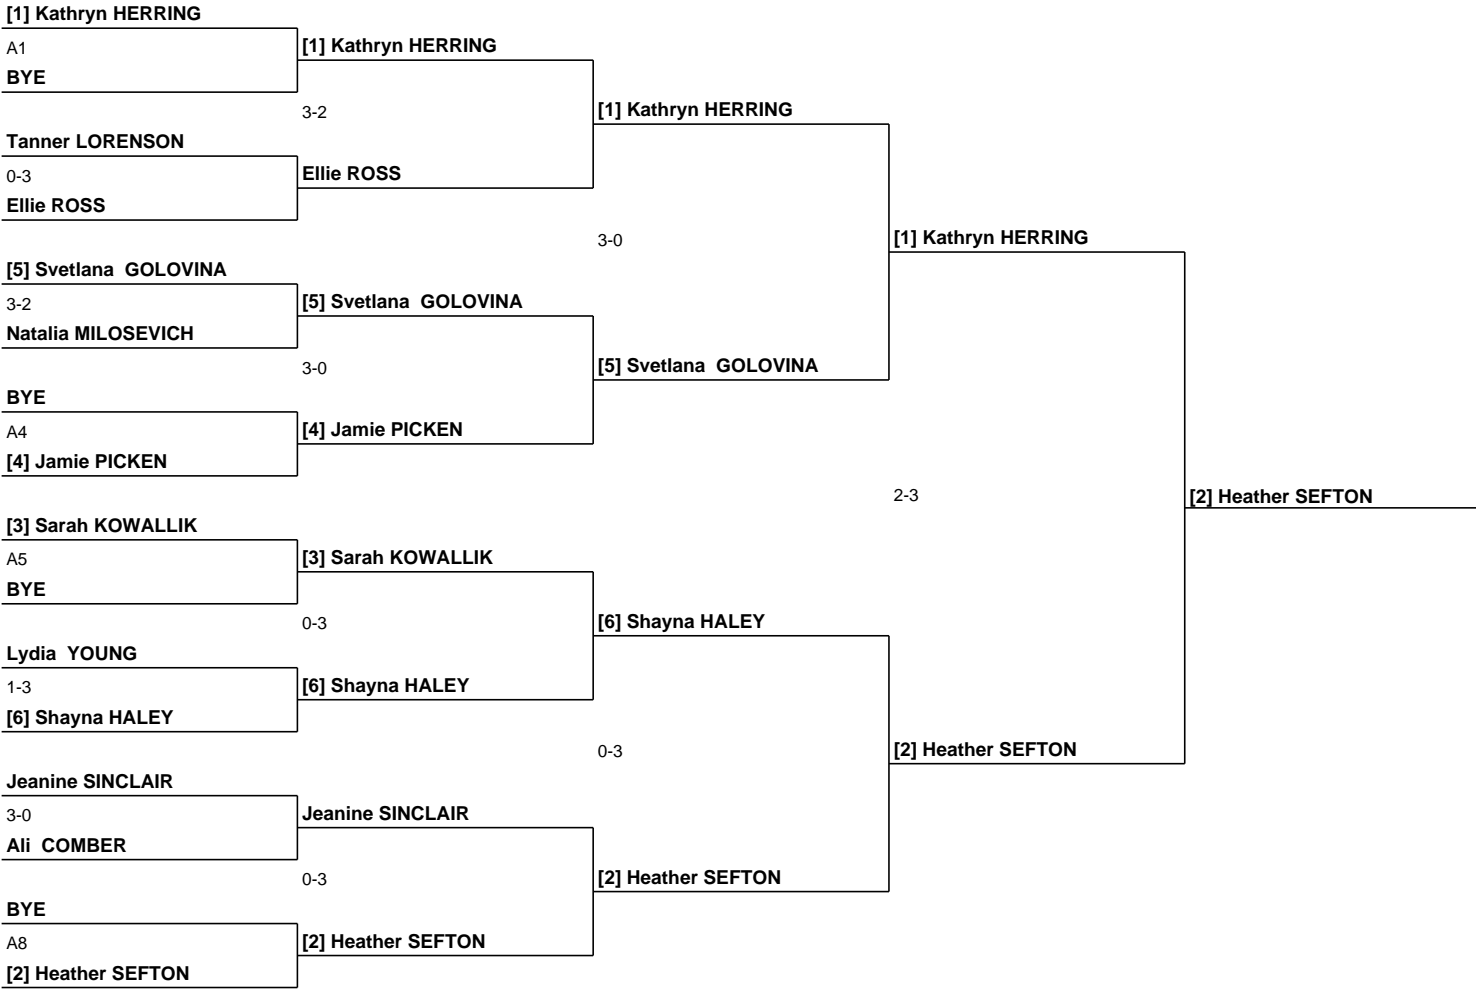 [1] Kathryn HERRING
A1
BYE
[1] Kathryn HERRING
3-2
Tanner LORENSON
0-3
Ellie ROSS
Ellie ROSS
[1] Kathryn HERRING
3-0
[5] Svetlana GOLOVINA
3-2
Natalia MILOSEVICH
[5] Svetlana GOLOVINA
3-0
BYE
A4
[4] Jamie PICKEN
[4] Jamie PICKEN
[5] Svetlana GOLOVINA
[1] Kathryn HERRING
2-3
[2] Heather SEFTON
[3] Sarah KOWALLIK
A5
BYE
[3] Sarah KOWALLIK
0-3
Lydia YOUNG
1-3
[6] Shayna HALEY
[6] Shayna HALEY
[6] Shayna HALEY
0-3
[2] Heather SEFTON
Jeanine SINCLAIR
3-0
Ali COMBER
Jeanine SINCLAIR
0-3
BYE
A8
[2] Heather SEFTON
[2] Heather SEFTON
[2] Heather SEFTON